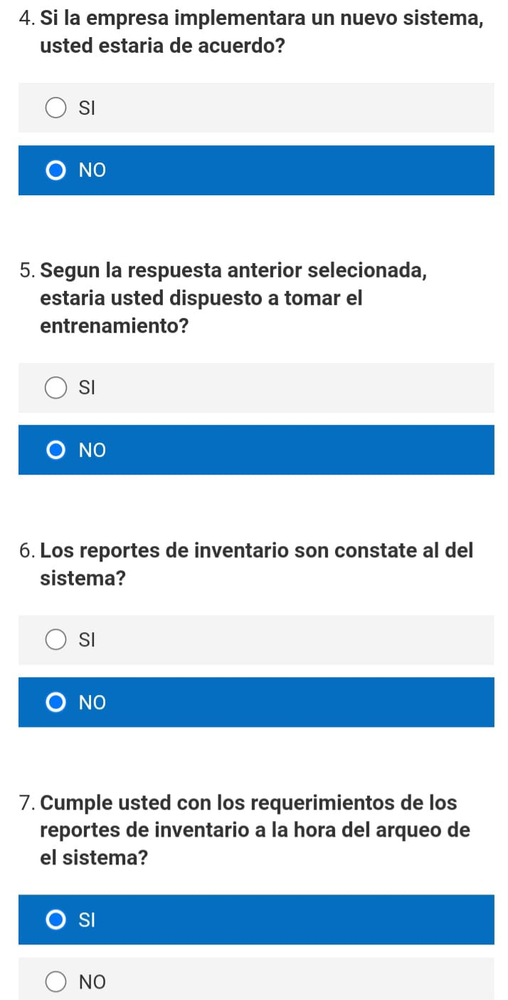 4. Si la empresa implementara un nuevo sistema,
usted estaria de acuerdo?
SI
NO
5. Segun la respuesta anterior selecionada,
estaria usted dispuesto a tomar el
entrenamiento?
SI
NO
6. Los reportes de inventario son constate al del
sistema?
SI
NO
7. Cumple usted con los requerimientos de los
reportes de inventario a la hora del arqueo de
el sistema?
SI
NO